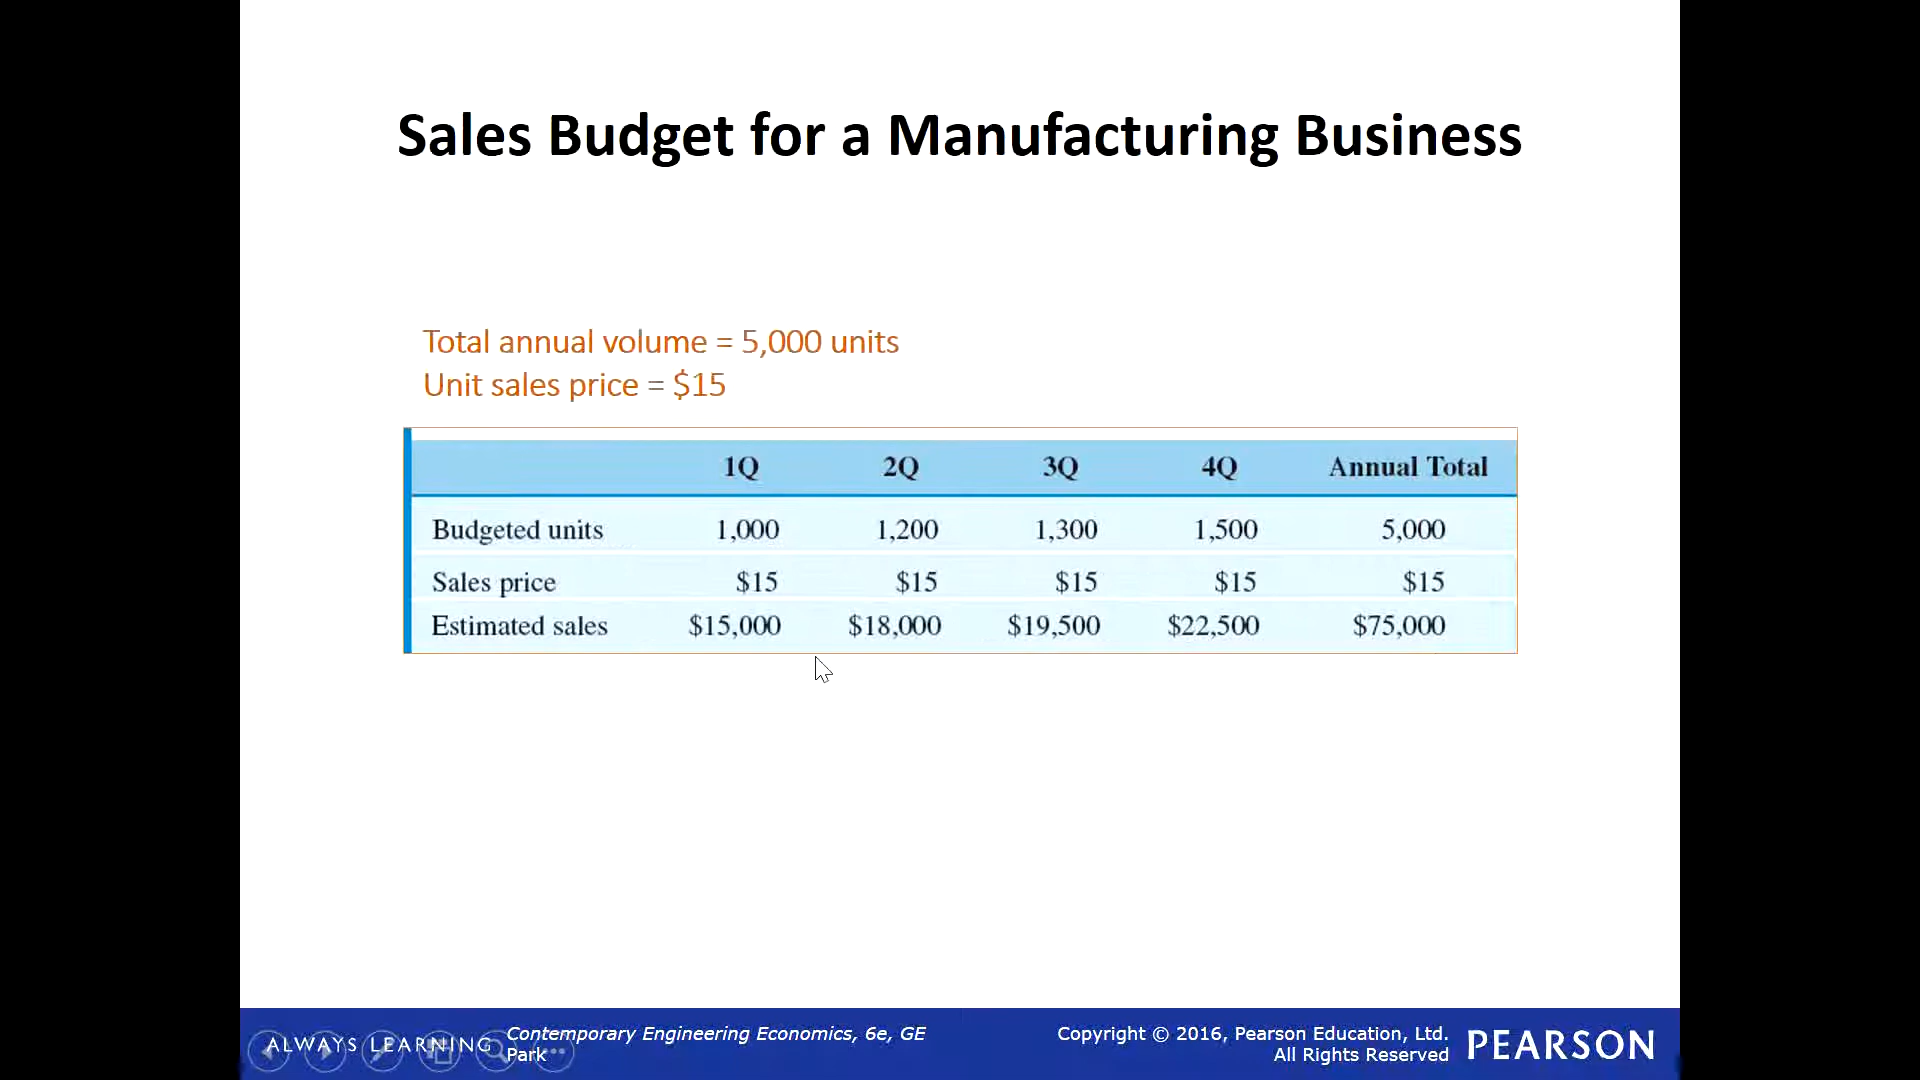 Sales Budget for a Manufacturing Business
Total annual volume = 5,000 units
Unit sales price = $15
1Q 2Q 3Q 4Q Annual Total
Budgeted units 1,000 1,200 1,300 1,500 5,000
Sales price $15 $15 $15 $15 $15
Estimated sales $15,000 $18,000 $19,500 $22,500 $75,000
ALWAYS LEARNING
Contemporary Engineering Economics, 6e, GE
Park
Copyright © 2016, Pearson Education, Ltd.
All Rights Reserved
PEARSON